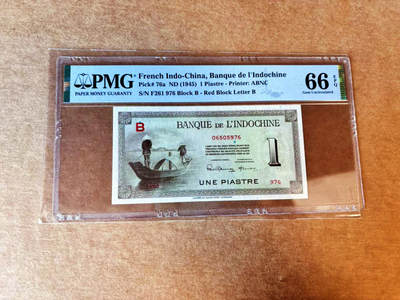 PMG
PAPER MONEY GUARANTY
French Indo-China, Banque de l'Indochine
Pick# 76a ND (1945) 1 Piastre - Printer: ABNC
S/N F261 976 Block B - Red Block Letter B
66 EPQ
Gem Uncirculated
B
BANQUE DE L'INDOCHINE
06505976
1
UNE PIASTRE
976